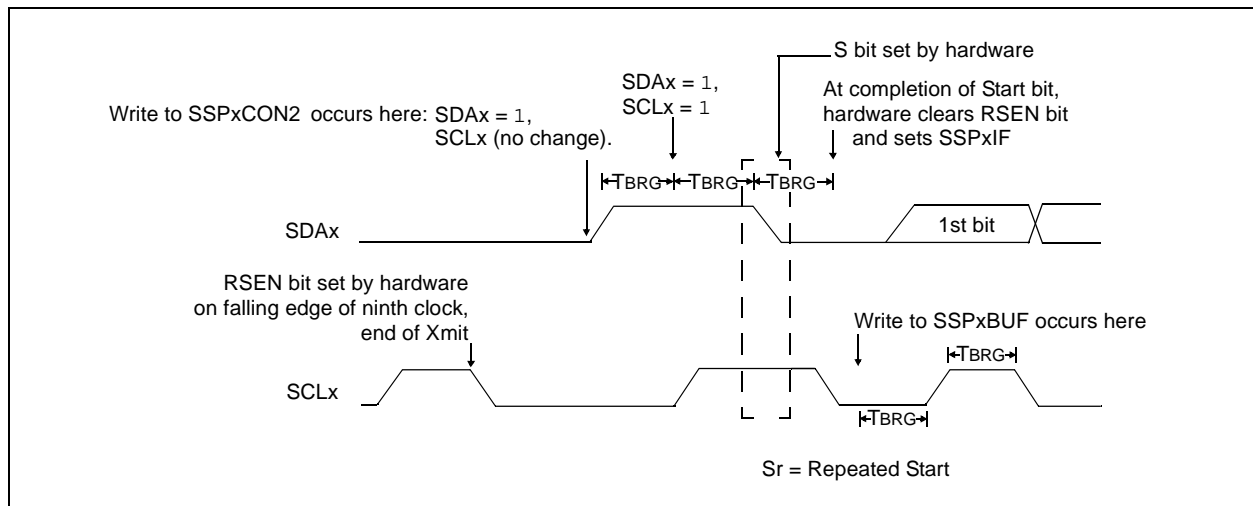 S bit set by hardware
SDAx = 1,
SCLx = 1
At completion of Start bit,
hardware clears RSEN bit
and sets SSPxIF
Write to SSPxCON2 occurs here: SDAx = 1,
SCLx (no change).
TBRG TBRG TBRG
SDAx
1st bit
RSEN bit set by hardware
on falling edge of ninth clock,
end of Xmit
Write to SSPxBUF occurs here
TBRG
SCLx
TBRG
Sr = Repeated Start